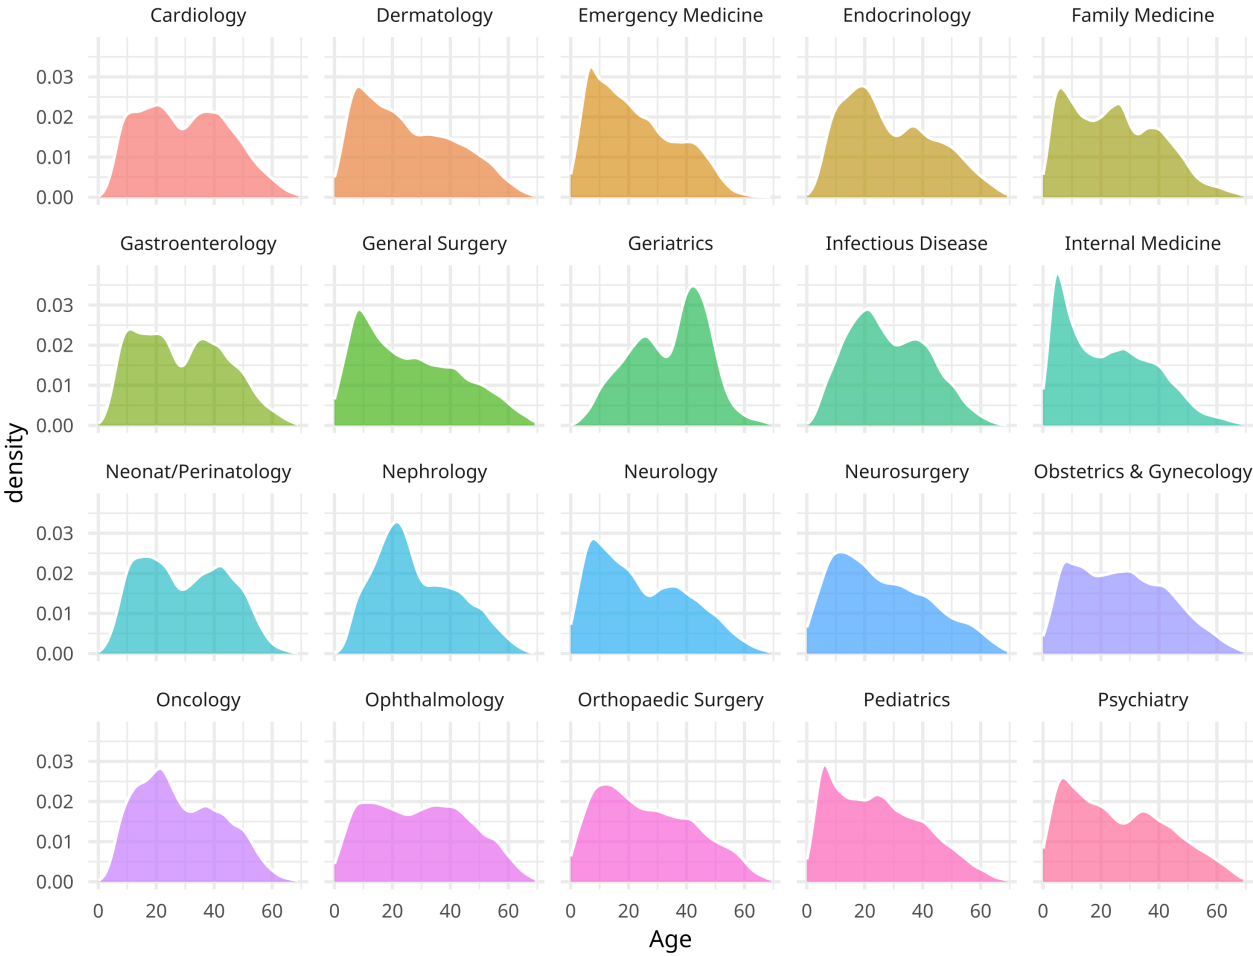 Cardiology Dermatology Emergency Medicine Endocrinology Family Medicine
0.03
0.02
0.01
0.00
Gastroenterology General Surgery Geriatrics Infectious Disease Internal Medicine
0.03
0.02
0.01
0.00
density
Neonat/Perinatology Nephrology Neurology Neurosurgery Obstetrics & Gynecology
0.03
0.02
0.01
0.00
Oncology Ophthalmology Orthopaedic Surgery Pediatrics Psychiatry
0.03
0.02
0.01
0.00
0 20 40 60 0 20 40 60 0 20 40 60 0 20 40 60 0 20 40 60
Age